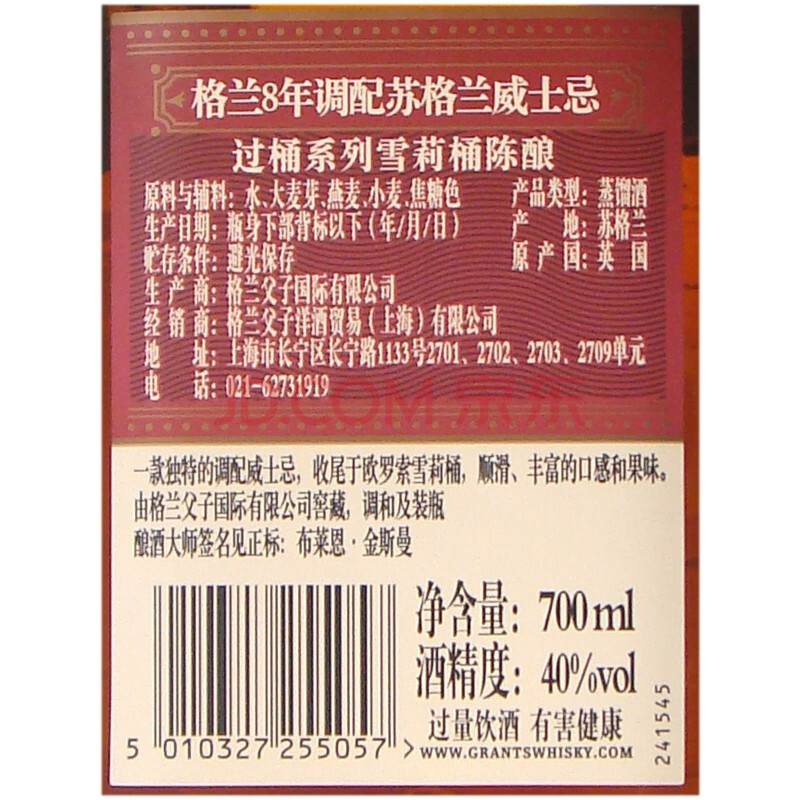 格兰8年调配苏格兰威士忌
过桶系列雪莉桶陈酿
原料与辅料：水、大麦芽、燕麦、小麦、焦糖色 产品类型：蒸馏酒
生产日期：瓶身下部背标以下（年/月/日） 产 地：苏格兰
贮存条件：避光保存 原产国：英 国
生产商：格兰父子国际有限公司
经销商：格兰父子洋酒贸易（上海）有限公司
地 址：上海市长宁区长宁路1133号2701、2702、2703、2709单元
电 话：021-62731919
JD.COM 京东
一款独特的调配威士忌，收尾于欧罗索雪莉桶，顺滑、丰富的口感和果味。
由格兰父子国际有限公司窖藏，调和及装瓶
酿酒大师签名见正标：布莱恩·金斯曼
净含量：700 ml
酒精度：40%vol
过量饮酒 有害健康
5 010327 255057 >
WWW.GRANTSWHISKY.COM
241545